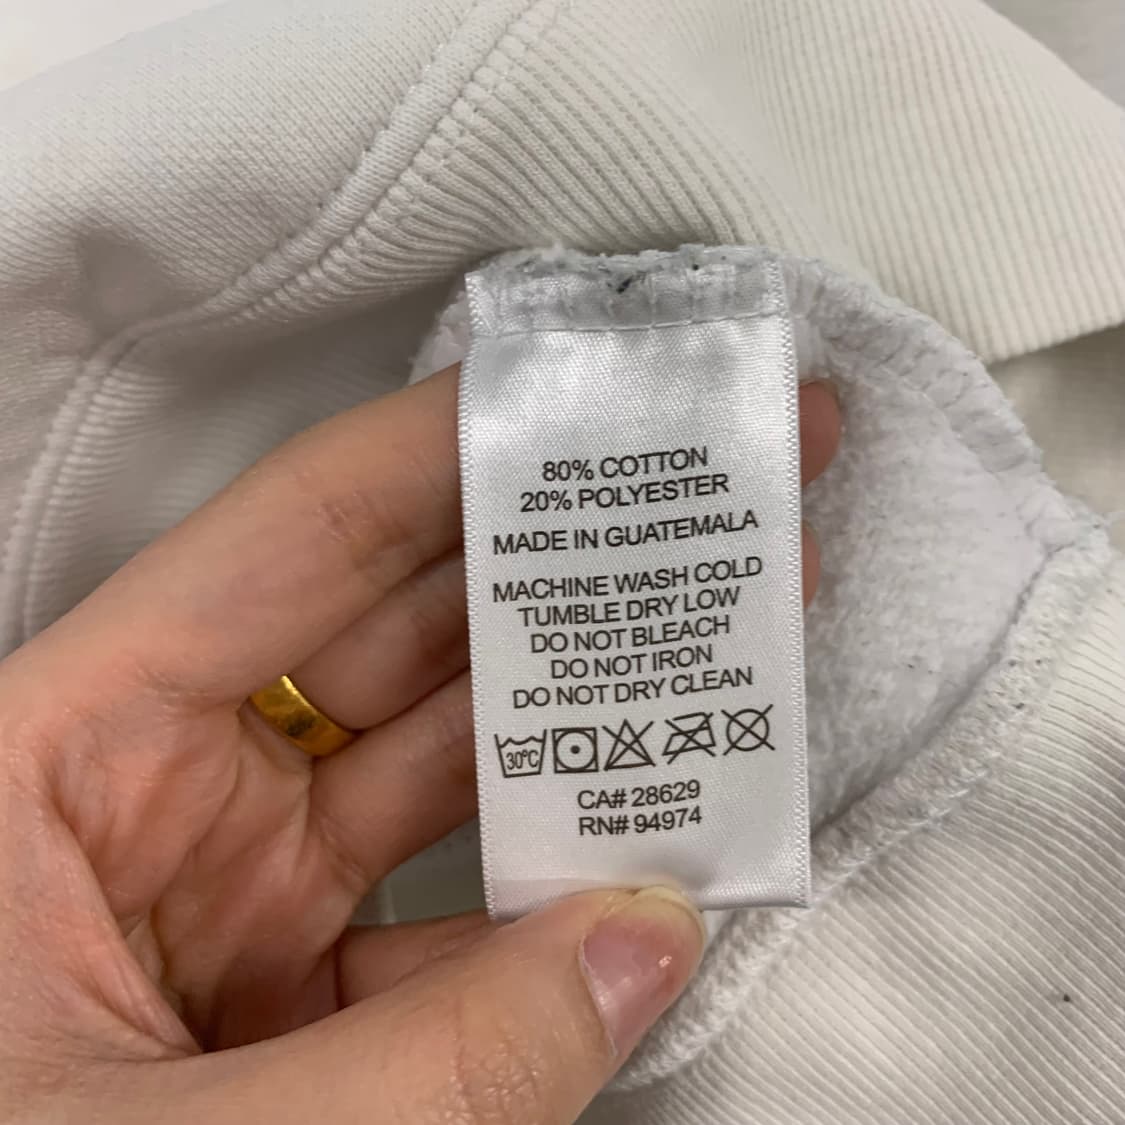 80% COTTON
20% POLYESTER
MADE IN GUATEMALA
MACHINE WASH COLD
TUMBLE DRY LOW
DO NOT BLEACH
DO NOT IRON
DO NOT DRY CLEAN
30°C
CA# 28629
RN# 94974